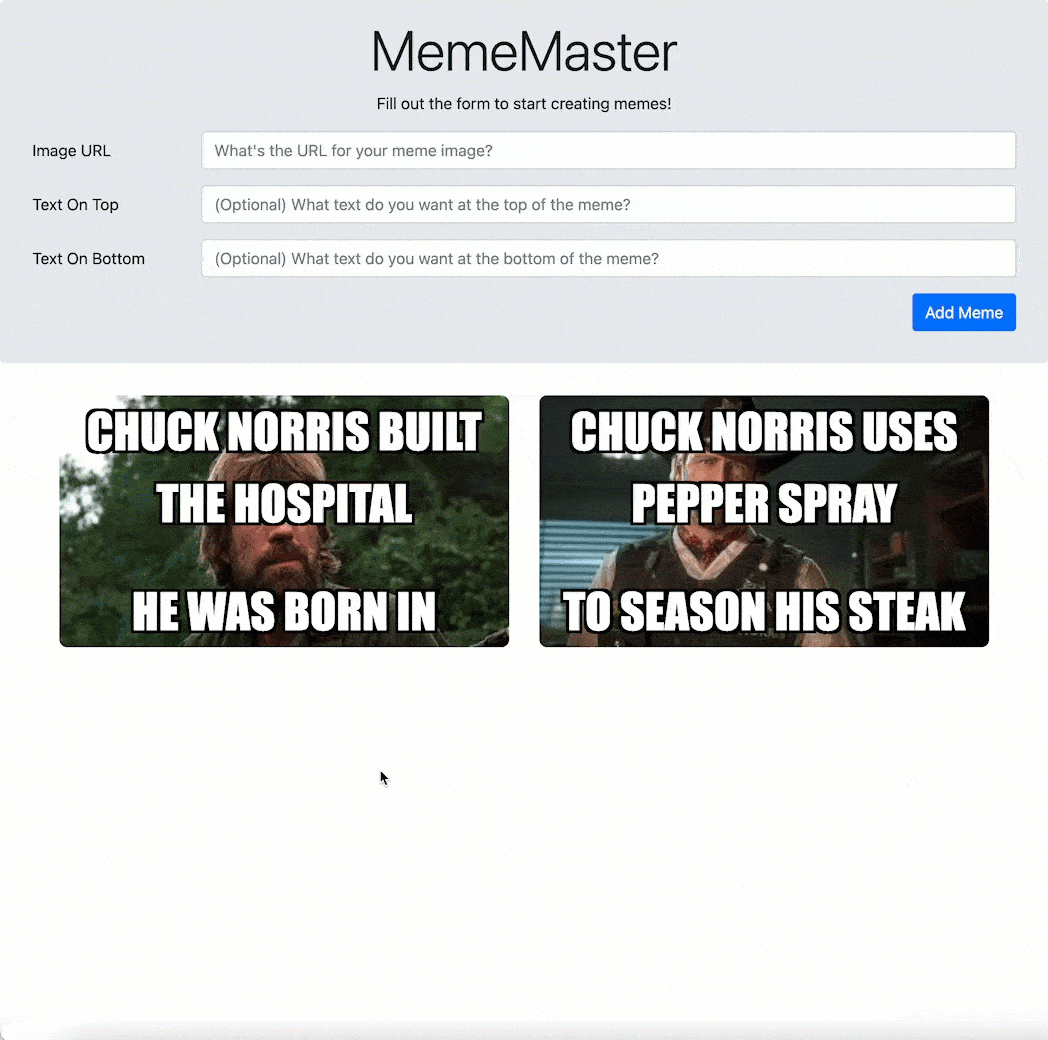 MemeMaster
Fill out the form to start creating memes!
Image URL
What's the URL for your meme image?
Text On Top
(Optional) What text do you want at the top of the meme?
Text On Bottom
(Optional) What text do you want at the bottom of the meme?
Add Meme
CHUCK NORRIS BUILT
THE HOSPITAL
HE WAS BORN IN
CHUCK NORRIS USES
PEPPER SPRAY
TO SEASON HIS STEAK